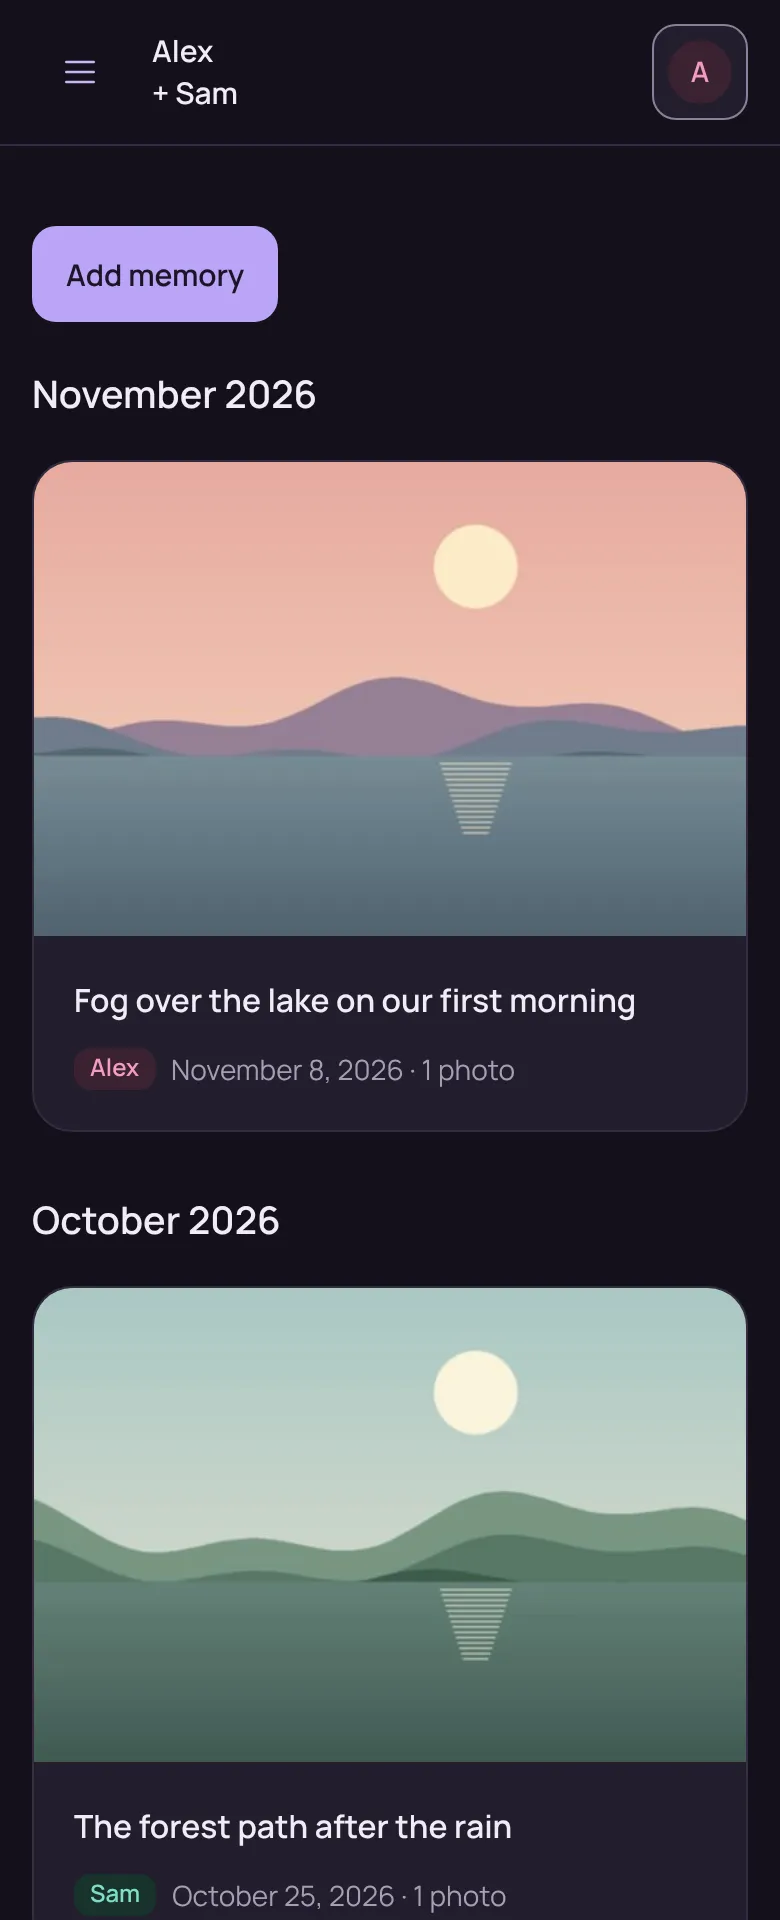 Alex
+ Sam
A
Add memory
November 2026
Fog over the lake on our first morning
Alex November 8, 2026 · 1 photo
October 2026
The forest path after the rain
Sam October 25, 2026 · 1 photo